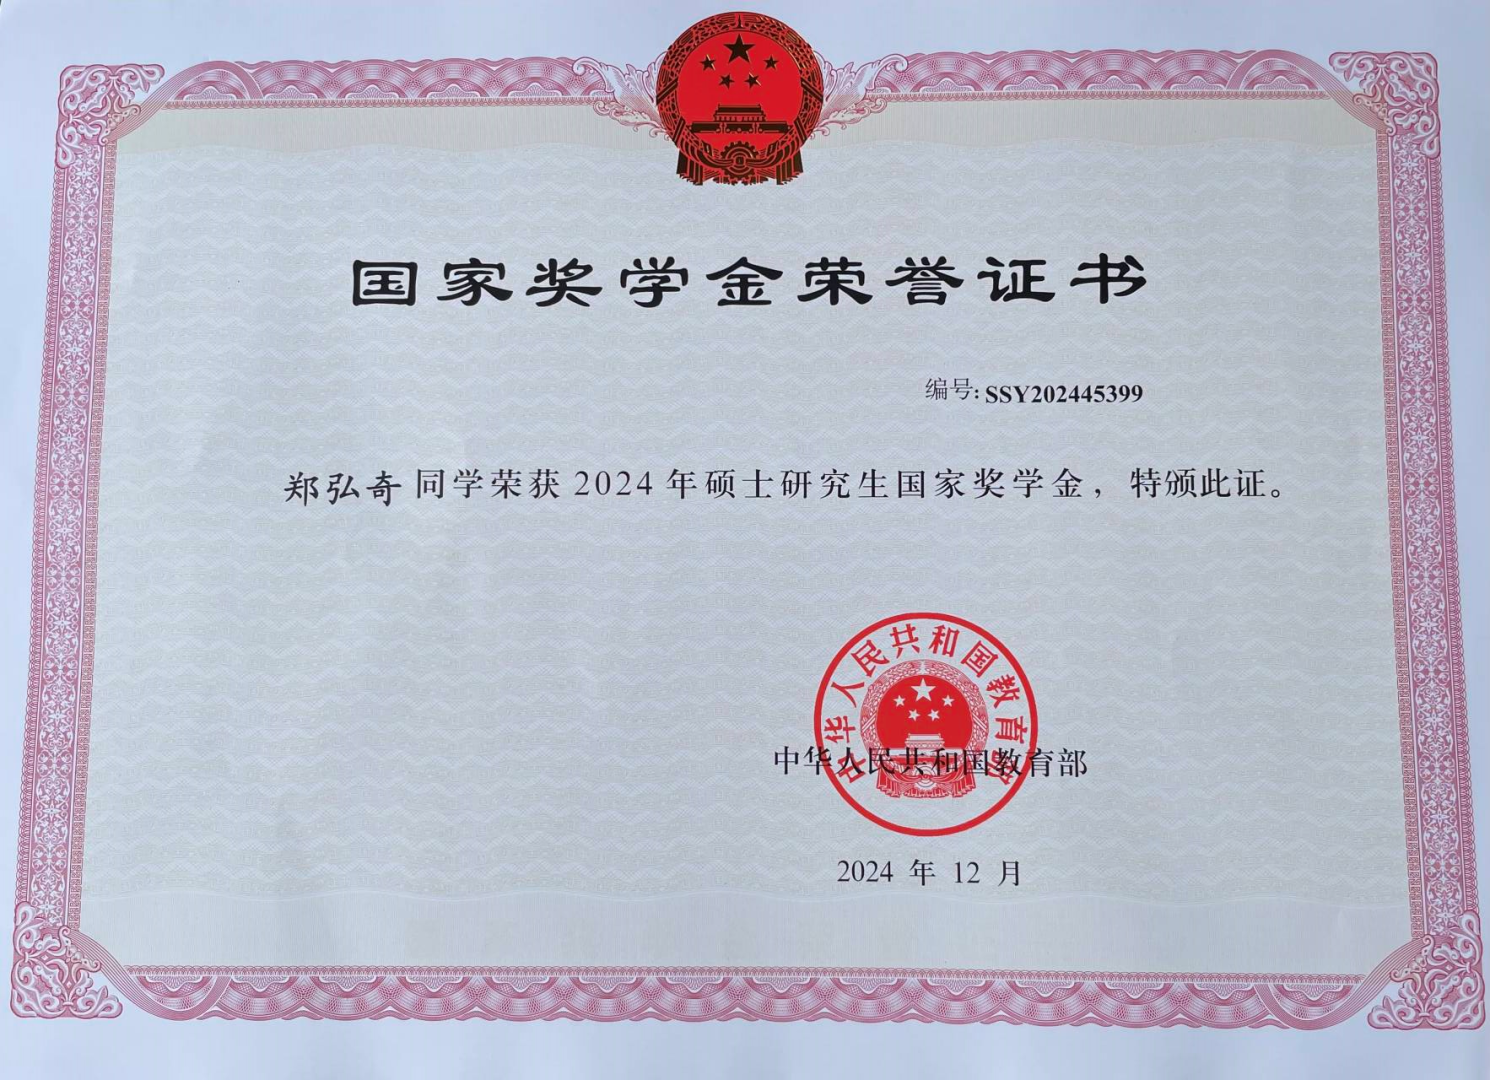 国家奖学金荣誉证书
编号: SSY202445399
郑弘奇 同学荣获 2024 年硕士研究生国家奖学金，特颁此证。
中华人民共和国教育部
中华人民共和国教育部
2024 年 12 月